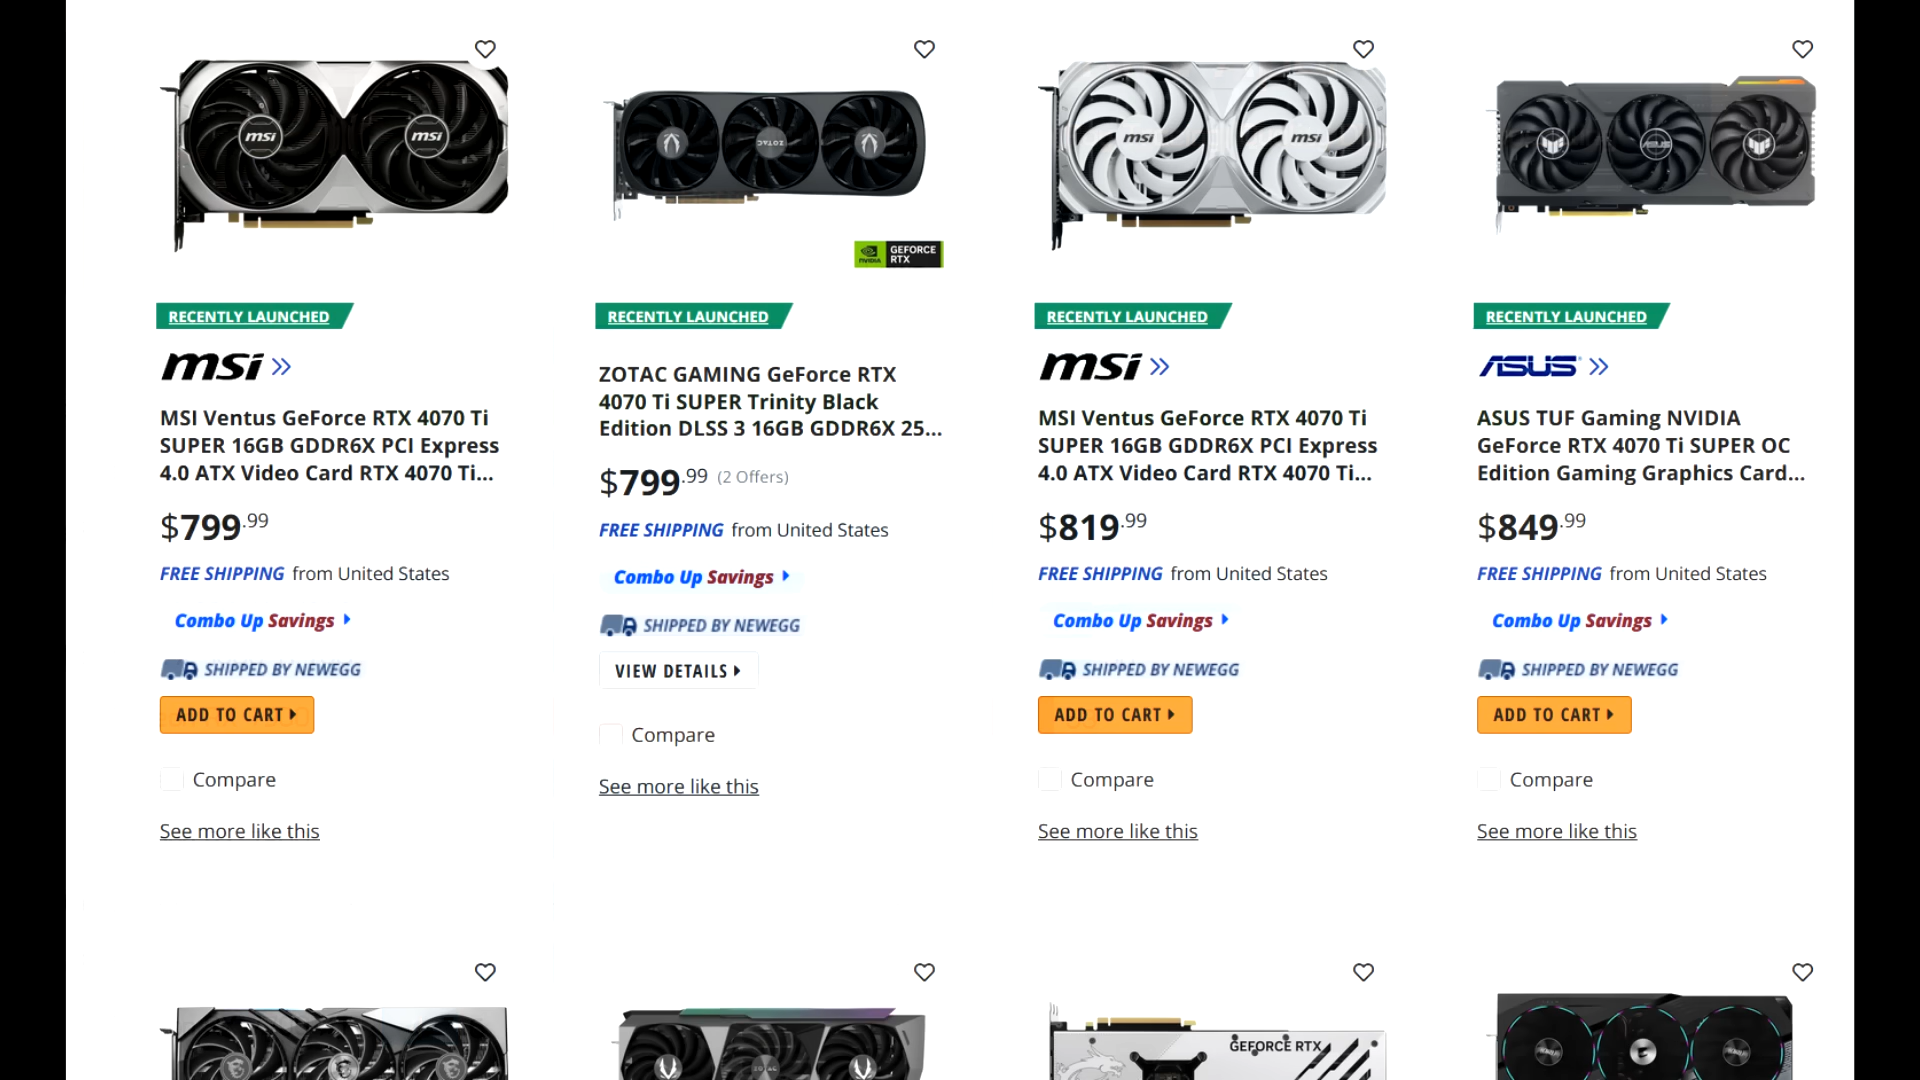 msi
msi
ZOTAC
msi
msi
ASUS
NVIDIA
GEFORCE
RTX
RECENTLY LAUNCHED
msi
MSI Ventus GeForce RTX 4070 Ti
SUPER 16GB GDDR6X PCI Express
4.0 ATX Video Card RTX 4070 Ti...
$799.99
FREE SHIPPING from United States
Combo Up Savings
SHIPPED BY NEWEGG
ADD TO CART
Compare
See more like this
RECENTLY LAUNCHED
ZOTAC GAMING GeForce RTX
4070 Ti SUPER Trinity Black
Edition DLSS 3 16GB GDDR6X 25...
$799.99 (2 Offers)
FREE SHIPPING from United States
Combo Up Savings
SHIPPED BY NEWEGG
VIEW DETAILS
Compare
See more like this
RECENTLY LAUNCHED
msi
MSI Ventus GeForce RTX 4070 Ti
SUPER 16GB GDDR6X PCI Express
4.0 ATX Video Card RTX 4070 Ti...
$819.99
FREE SHIPPING from United States
Combo Up Savings
SHIPPED BY NEWEGG
ADD TO CART
Compare
See more like this
RECENTLY LAUNCHED
ASUS
ASUS TUF Gaming NVIDIA
GeForce RTX 4070 Ti SUPER OC
Edition Gaming Graphics Card...
$849.99
FREE SHIPPING from United States
Combo Up Savings
SHIPPED BY NEWEGG
ADD TO CART
Compare
See more like this
GEFORCE RTX